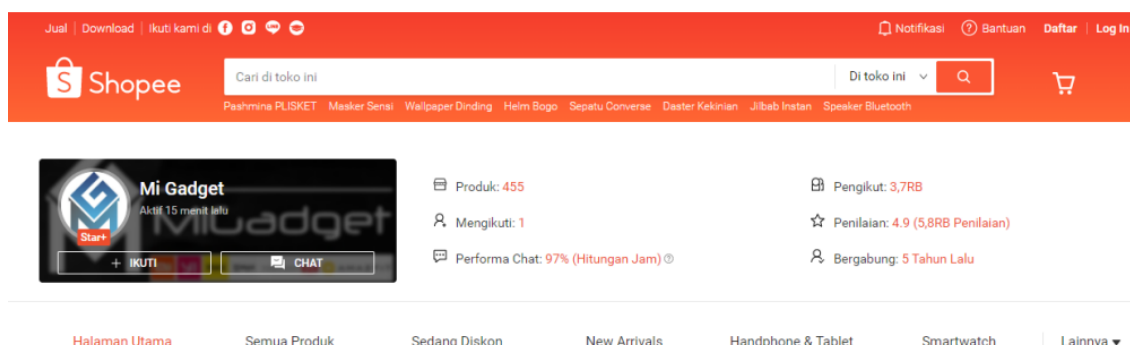 Jual | Download | Ikuti kami di
Notifikasi Bantuan Daftar | Log In
Shopee
Cari di toko ini
Di toko ini
Pashmina PLISKET Masker Sensi Wallpaper Dinding Helm Bogo Sepatu Converse Daster Kekinian Jilbab Instan Speaker Bluetooth
Mi Gadget
Aktif 15 menit lalu
Star+
+ IKUTI
CHAT
Produk: 455
Pengikut: 3,7RB
Mengikuti: 1
Penilaian: 4.9 (5,8RB Penilaian)
Performa Chat: 97% (Hitungan Jam)
Bergabung: 5 Tahun Lalu
Halaman Utama Semua Produk Sedang Diskon New Arrivals Handphone & Tablet Smartwatch Lainnya